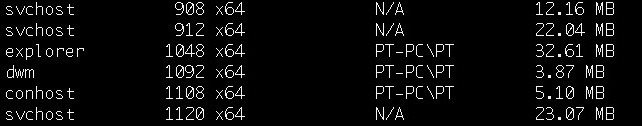 svchost 908 x64 N/A 12.16 MB
svchost 912 x64 N/A 22.04 MB
explorer 1048 x64 PT-PC\PT 32.61 MB
dwm 1092 x64 PT-PC\PT 3.87 MB
conhost 1108 x64 PT-PC\PT 5.10 MB
svchost 1120 x64 N/A 23.07 MB